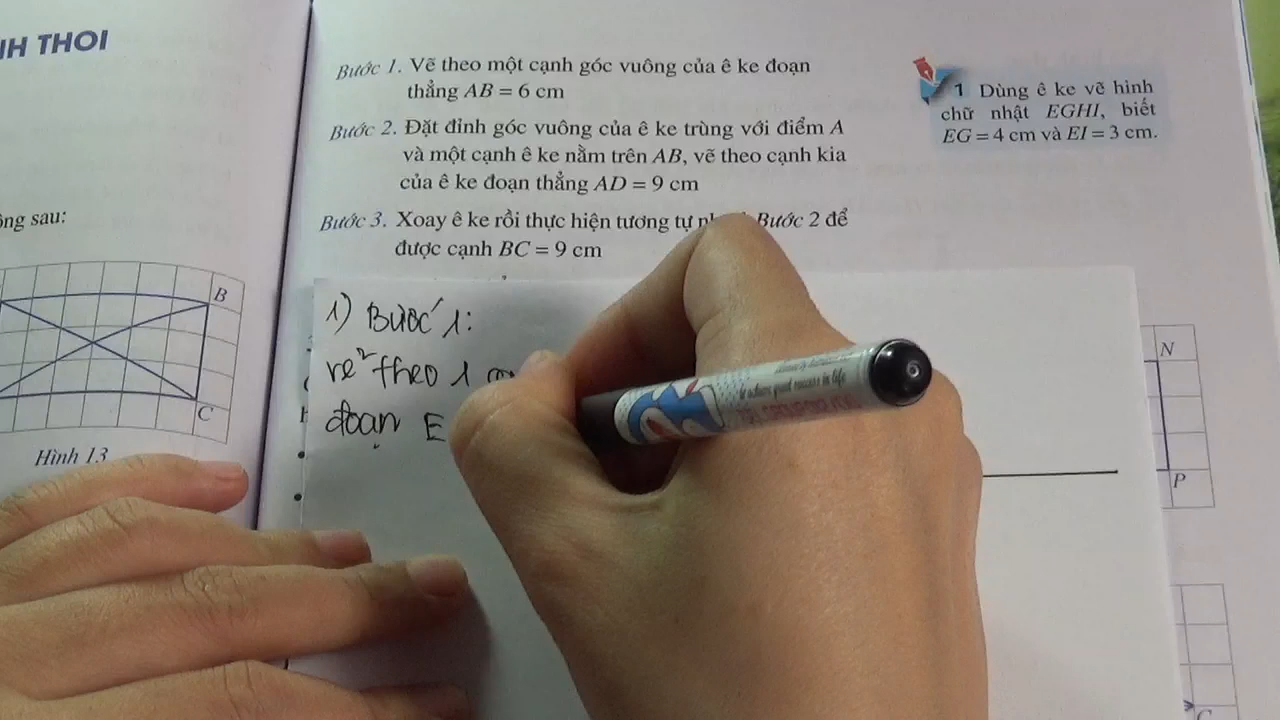 NH THOI
Bước 1. Vẽ theo một cạnh góc vuông của ê ke đoạn
thẳng AB = 6 cm
Bước 2. Đặt đỉnh góc vuông của ê ke trùng với điểm A
và một cạnh ê ke nằm trên AB, vẽ theo cạnh kia
của ê ke đoạn thẳng AD = 9 cm
Bước 3. Xoay ê ke rồi thực hiện tương tự Bước 2 để
được cạnh BC = 9 cm
1 Dùng ê ke vẽ hình
chữ nhật EGHI, biết
EG = 4 cm và EI = 3 cm.
sau:
B
C
Hình 13
1) Bước 1:
vẽ theo 1
đoạn E
N
P